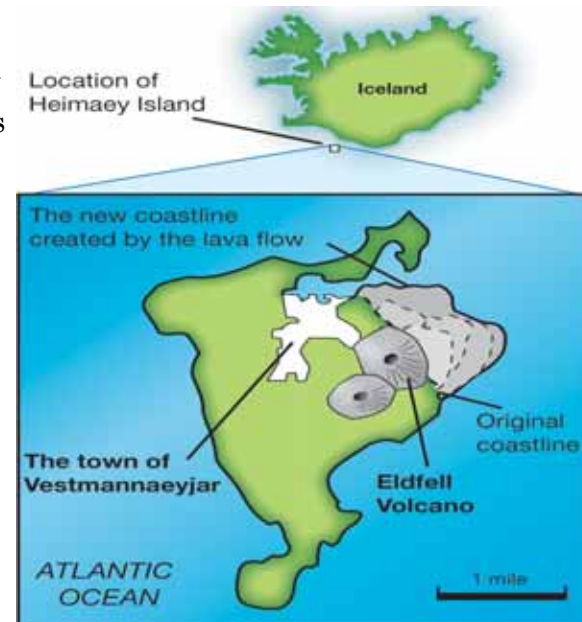 Location of
Heimaey Island
Iceland
s
The new coastline
created by the lava flow
Original
coastline
The town of
Vestmannaeyjar
Eldfell
Volcano
ATLANTIC
OCEAN
1 mile